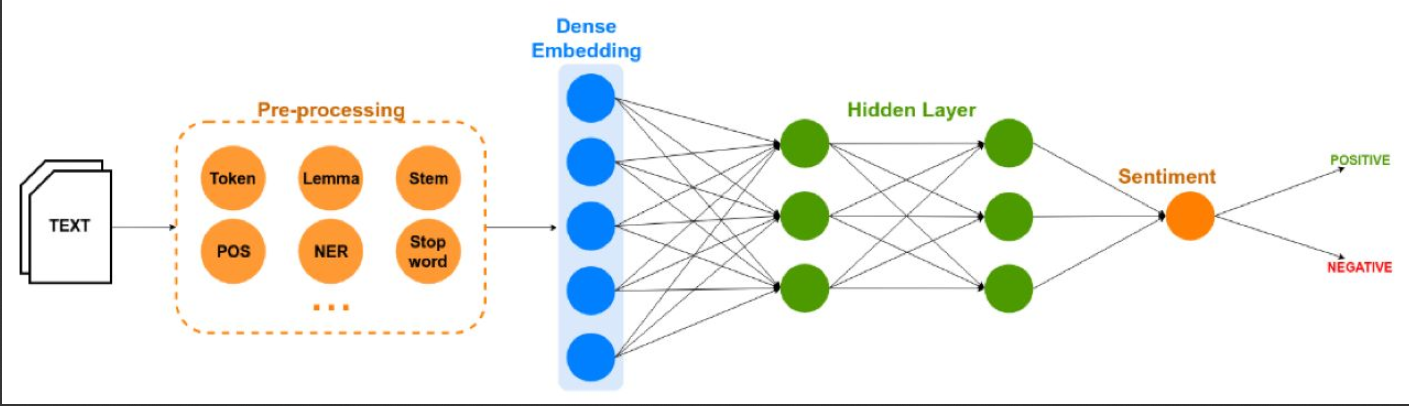 Dense
Embedding
Pre-processing
Hidden Layer
Token
Lemma
Stem
TEXT
POS
NER
Stop
word
...
Sentiment
POSITIVE
NEGATIVE